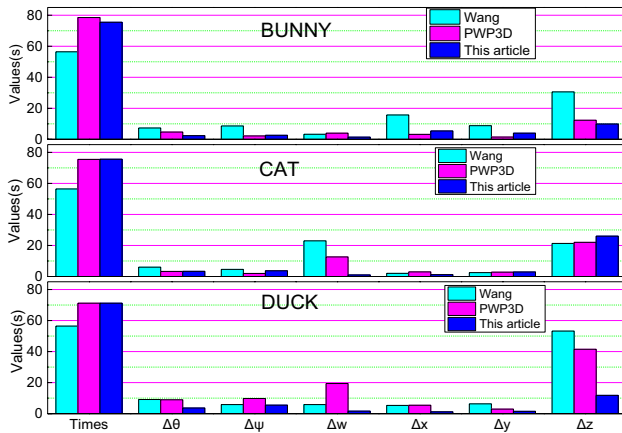 80
60
40
20
0
Values(s)
BUNNY
Wang
PWP3D
This article
80
60
40
20
0
Values(s)
CAT
Wang
PWP3D
This article
80
60
40
20
0
Values(s)
DUCK
Wang
PWP3D
This article
Times Δθ Δψ Δw Δx Δy Δz